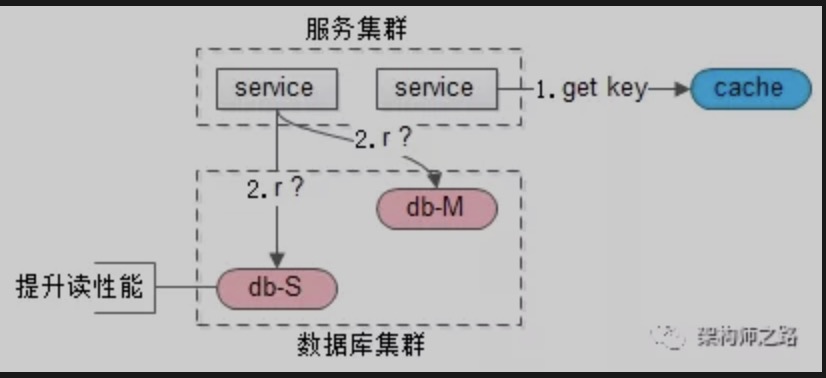 服务集群
service
service
1. get key
cache
2. r ?
2. r ?
db-M
提升读性能
db-S
数据库集群
架构师之路